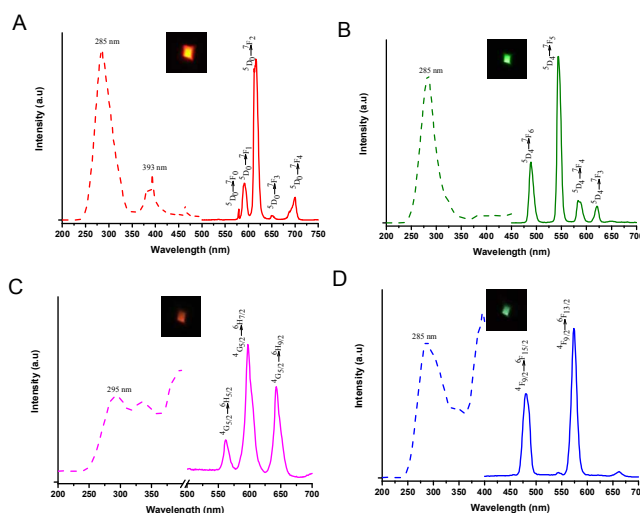 A
285 nm
393 nm
5D0→7F0
5D0→7F1
5D0→7F2
5D0→7F3
5D0→7F4
Intensity (a.u)
200 250 300 350 400 450 500 550 600 650 700 750
Wavelength (nm)
B
285 nm
5D4→7F6
5D4→7F5
5D4→7F4
5D4→7F3
Intensity (a.u)
200 250 300 350 400 450 500 550 600 650 700
Wavelength (nm)
C
295 nm
4G5/2→6H5/2
4G5/2→6H7/2
4G5/2→6H9/2
Intensity (a.u)
200 250 300 350 500 550 600 650 700
Wavelength (nm)
D
285 nm
4F9/2→6F15/2
4F9/2→6F13/2
Intensity (a.u)
200 250 300 350 400 450 500 550 600 650 700
Wavelength (nm)